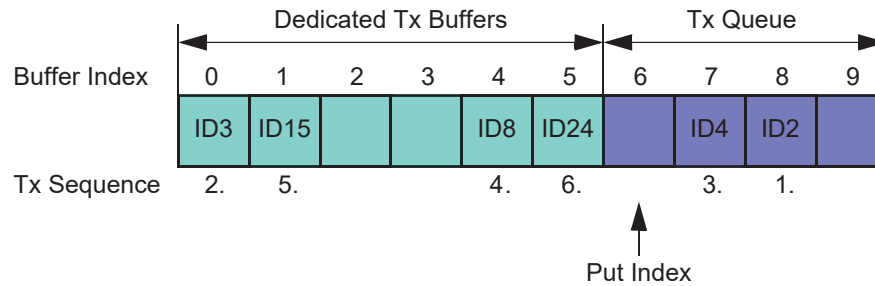 Dedicated Tx Buffers Tx Queue
Buffer Index 0 1 2 3 4 5 6 7 8 9
ID3 ID15 ID8 ID24 ID4 ID2
Tx Sequence 2. 5. 4. 6. 3. 1.
Put Index